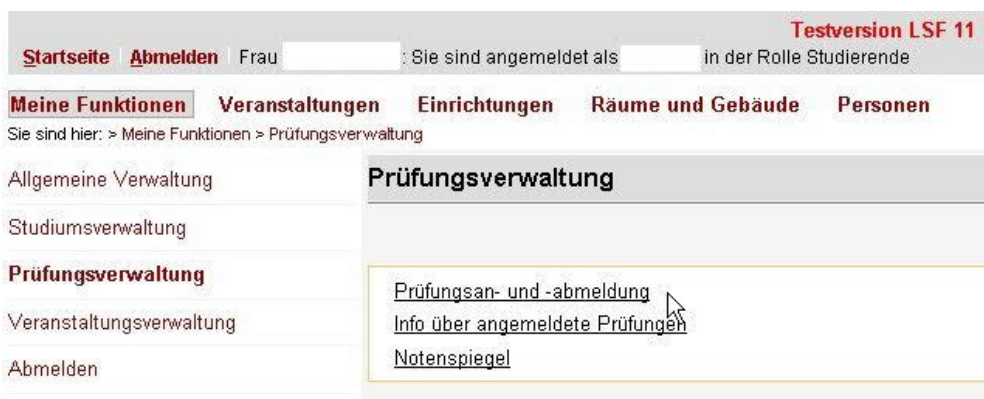 Testversion LSF 11
Startseite Abmelden Frau : Sie sind angemeldet als in der Rolle Studierende
Meine Funktionen Veranstaltungen Einrichtungen Räume und Gebäude Personen
Sie sind hier: > Meine Funktionen > Prüfungsverwaltung
Allgemeine Verwaltung
Studiumsverwaltung
Prüfungsverwaltung
Veranstaltungsverwaltung
Abmelden
Prüfungsverwaltung
Prüfungsan- und -abmeldung
Info über angemeldete Prüfungen
Notenspiegel